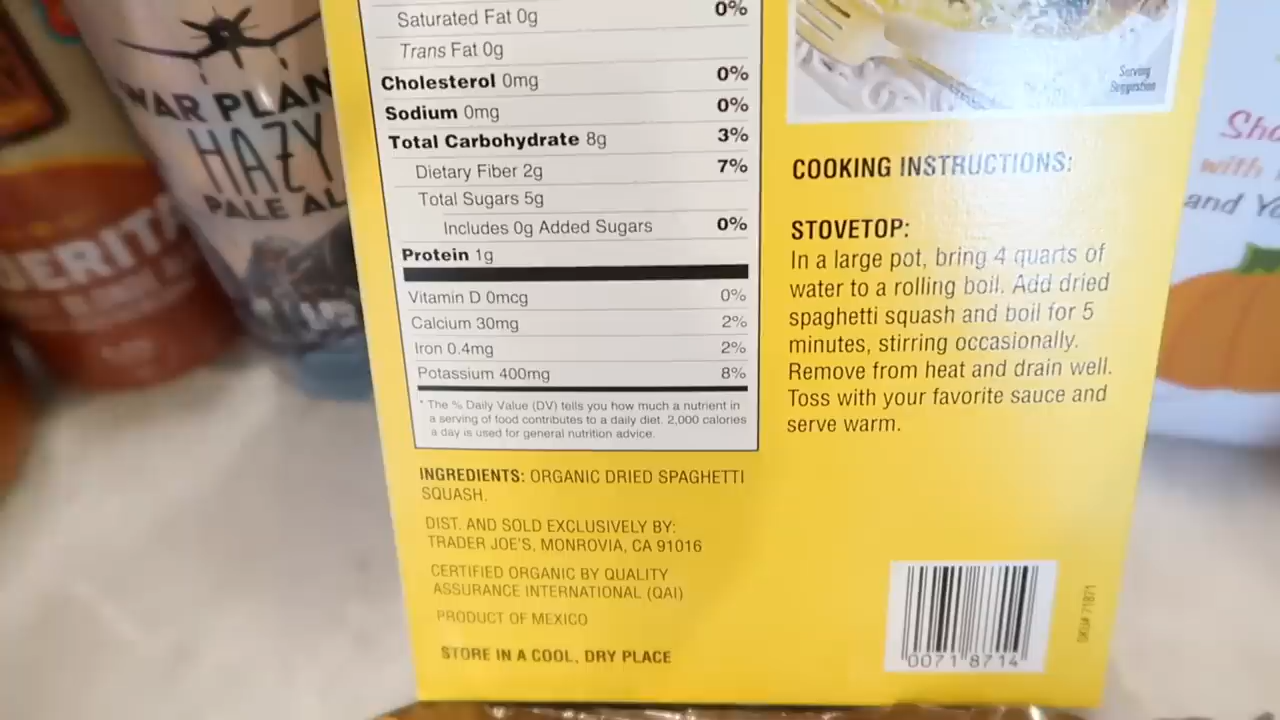 WAR PLAN
HAZY
PALE AL
Saturated Fat 0g 0%
Trans Fat 0g
Cholesterol 0mg 0%
Sodium 0mg 0%
Total Carbohydrate 8g 3%
Dietary Fiber 2g 7%
Total Sugars 5g
Includes 0g Added Sugars 0%
Protein 1g
Vitamin D 0mcg 0%
Calcium 30mg 2%
Iron 0.4mg 2%
Potassium 400mg 8%
* The % Daily Value (DV) tells you how much a nutrient in
a serving of food contributes to a daily diet. 2,000 calories
a day is used for general nutrition advice.
INGREDIENTS: ORGANIC DRIED SPAGHETTI
SQUASH.
DIST. AND SOLD EXCLUSIVELY BY:
TRADER JOE'S, MONROVIA, CA 91016
CERTIFIED ORGANIC BY QUALITY
ASSURANCE INTERNATIONAL (QAI)
PRODUCT OF MEXICO
STORE IN A COOL, DRY PLACE
Serving
Suggestion
COOKING INSTRUCTIONS:
STOVETOP:
In a large pot, bring 4 quarts of
water to a rolling boil. Add dried
spaghetti squash and boil for 5
minutes, stirring occasionally.
Remove from heat and drain well.
Toss with your favorite sauce and
serve warm.
0071 8714
SKU# 71871
Sho
with
and Yo